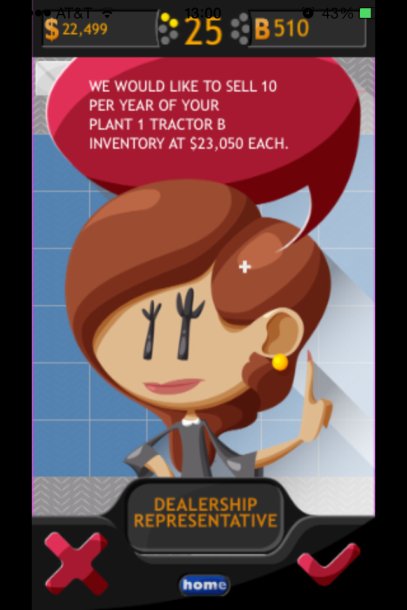 AT&T 13:00 43%
$ 22,499 25 B 510
WE WOULD LIKE TO SELL 10
PER YEAR OF YOUR
PLANT 1 TRACTOR B
INVENTORY AT $23,050 EACH.
DEALERSHIP
REPRESENTATIVE
home